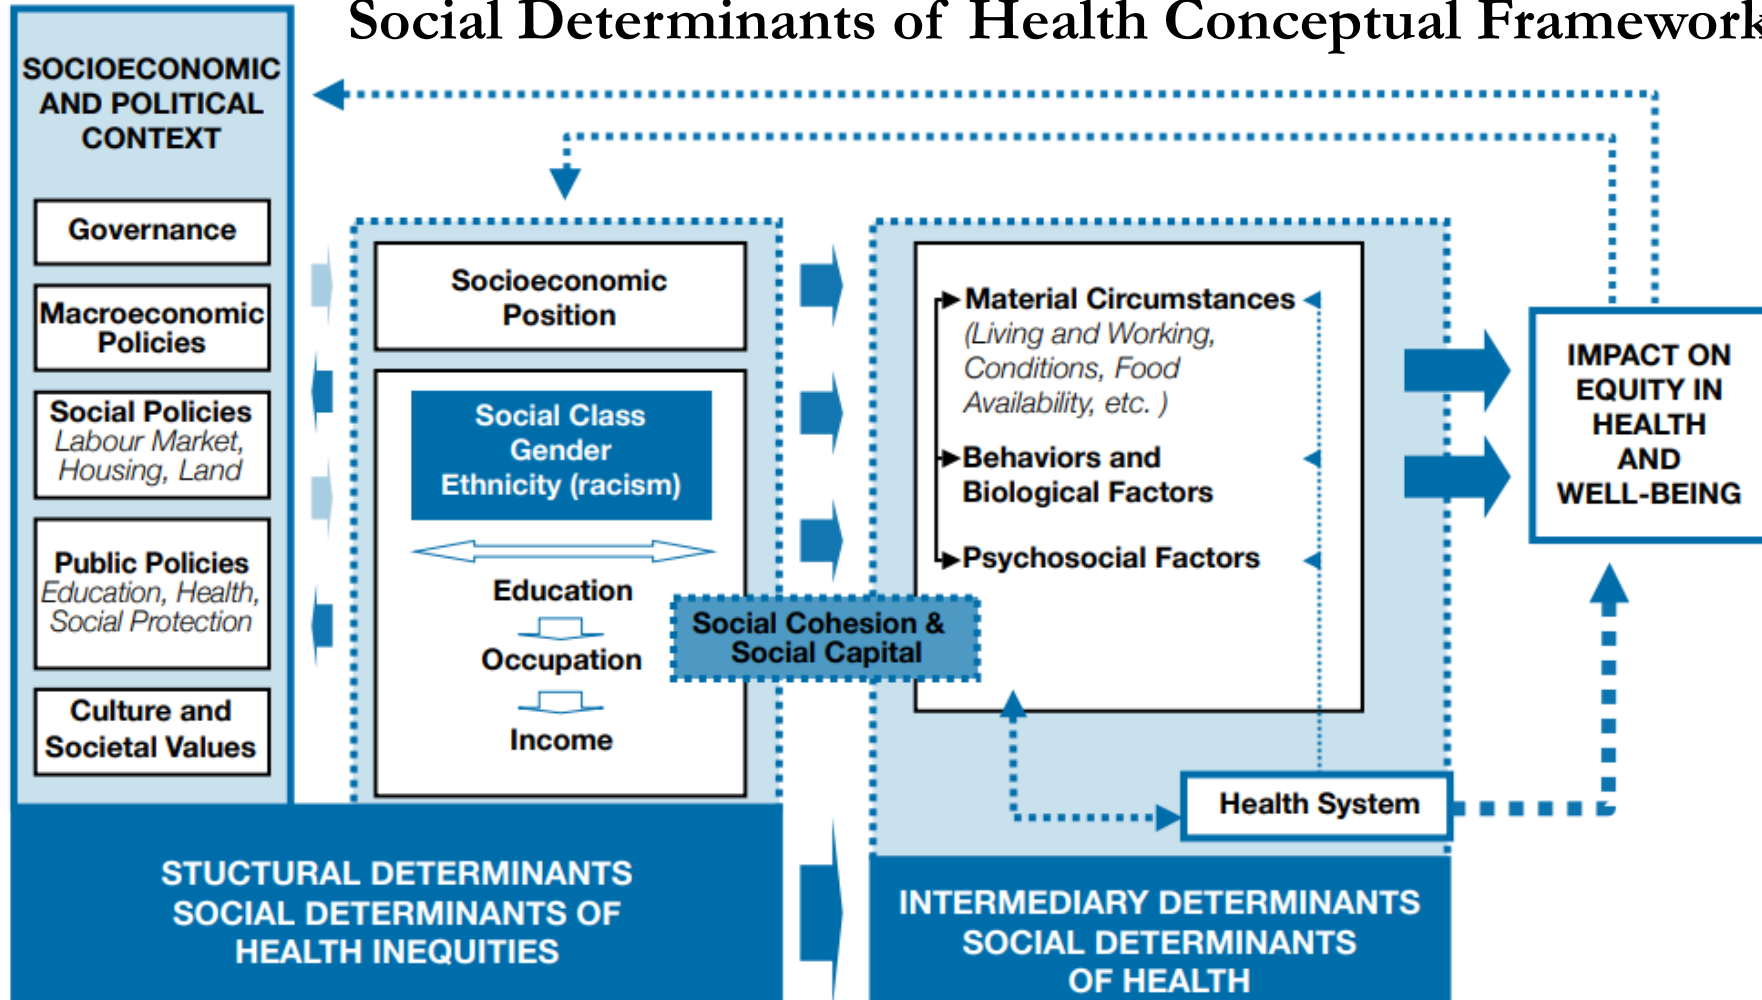 Social Determinants of Health Conceptual Framework
SOCIOECONOMIC
AND POLITICAL
CONTEXT
Governance
Macroeconomic
Policies
Social Policies
Labour Market,
Housing, Land
Public Policies
Education, Health,
Social Protection
Culture and
Societal Values
Socioeconomic
Position
Social Class
Gender
Ethnicity (racism)
Education
Occupation
Income
Social Cohesion &
Social Capital
Material Circumstances
(Living and Working,
Conditions, Food
Availability, etc. )
Behaviors and
Biological Factors
Psychosocial Factors
Health System
IMPACT ON
EQUITY IN
HEALTH
AND
WELL-BEING
STUCTURAL DETERMINANTS
SOCIAL DETERMINANTS OF
HEALTH INEQUITIES
INTERMEDIARY DETERMINANTS
SOCIAL DETERMINANTS
OF HEALTH